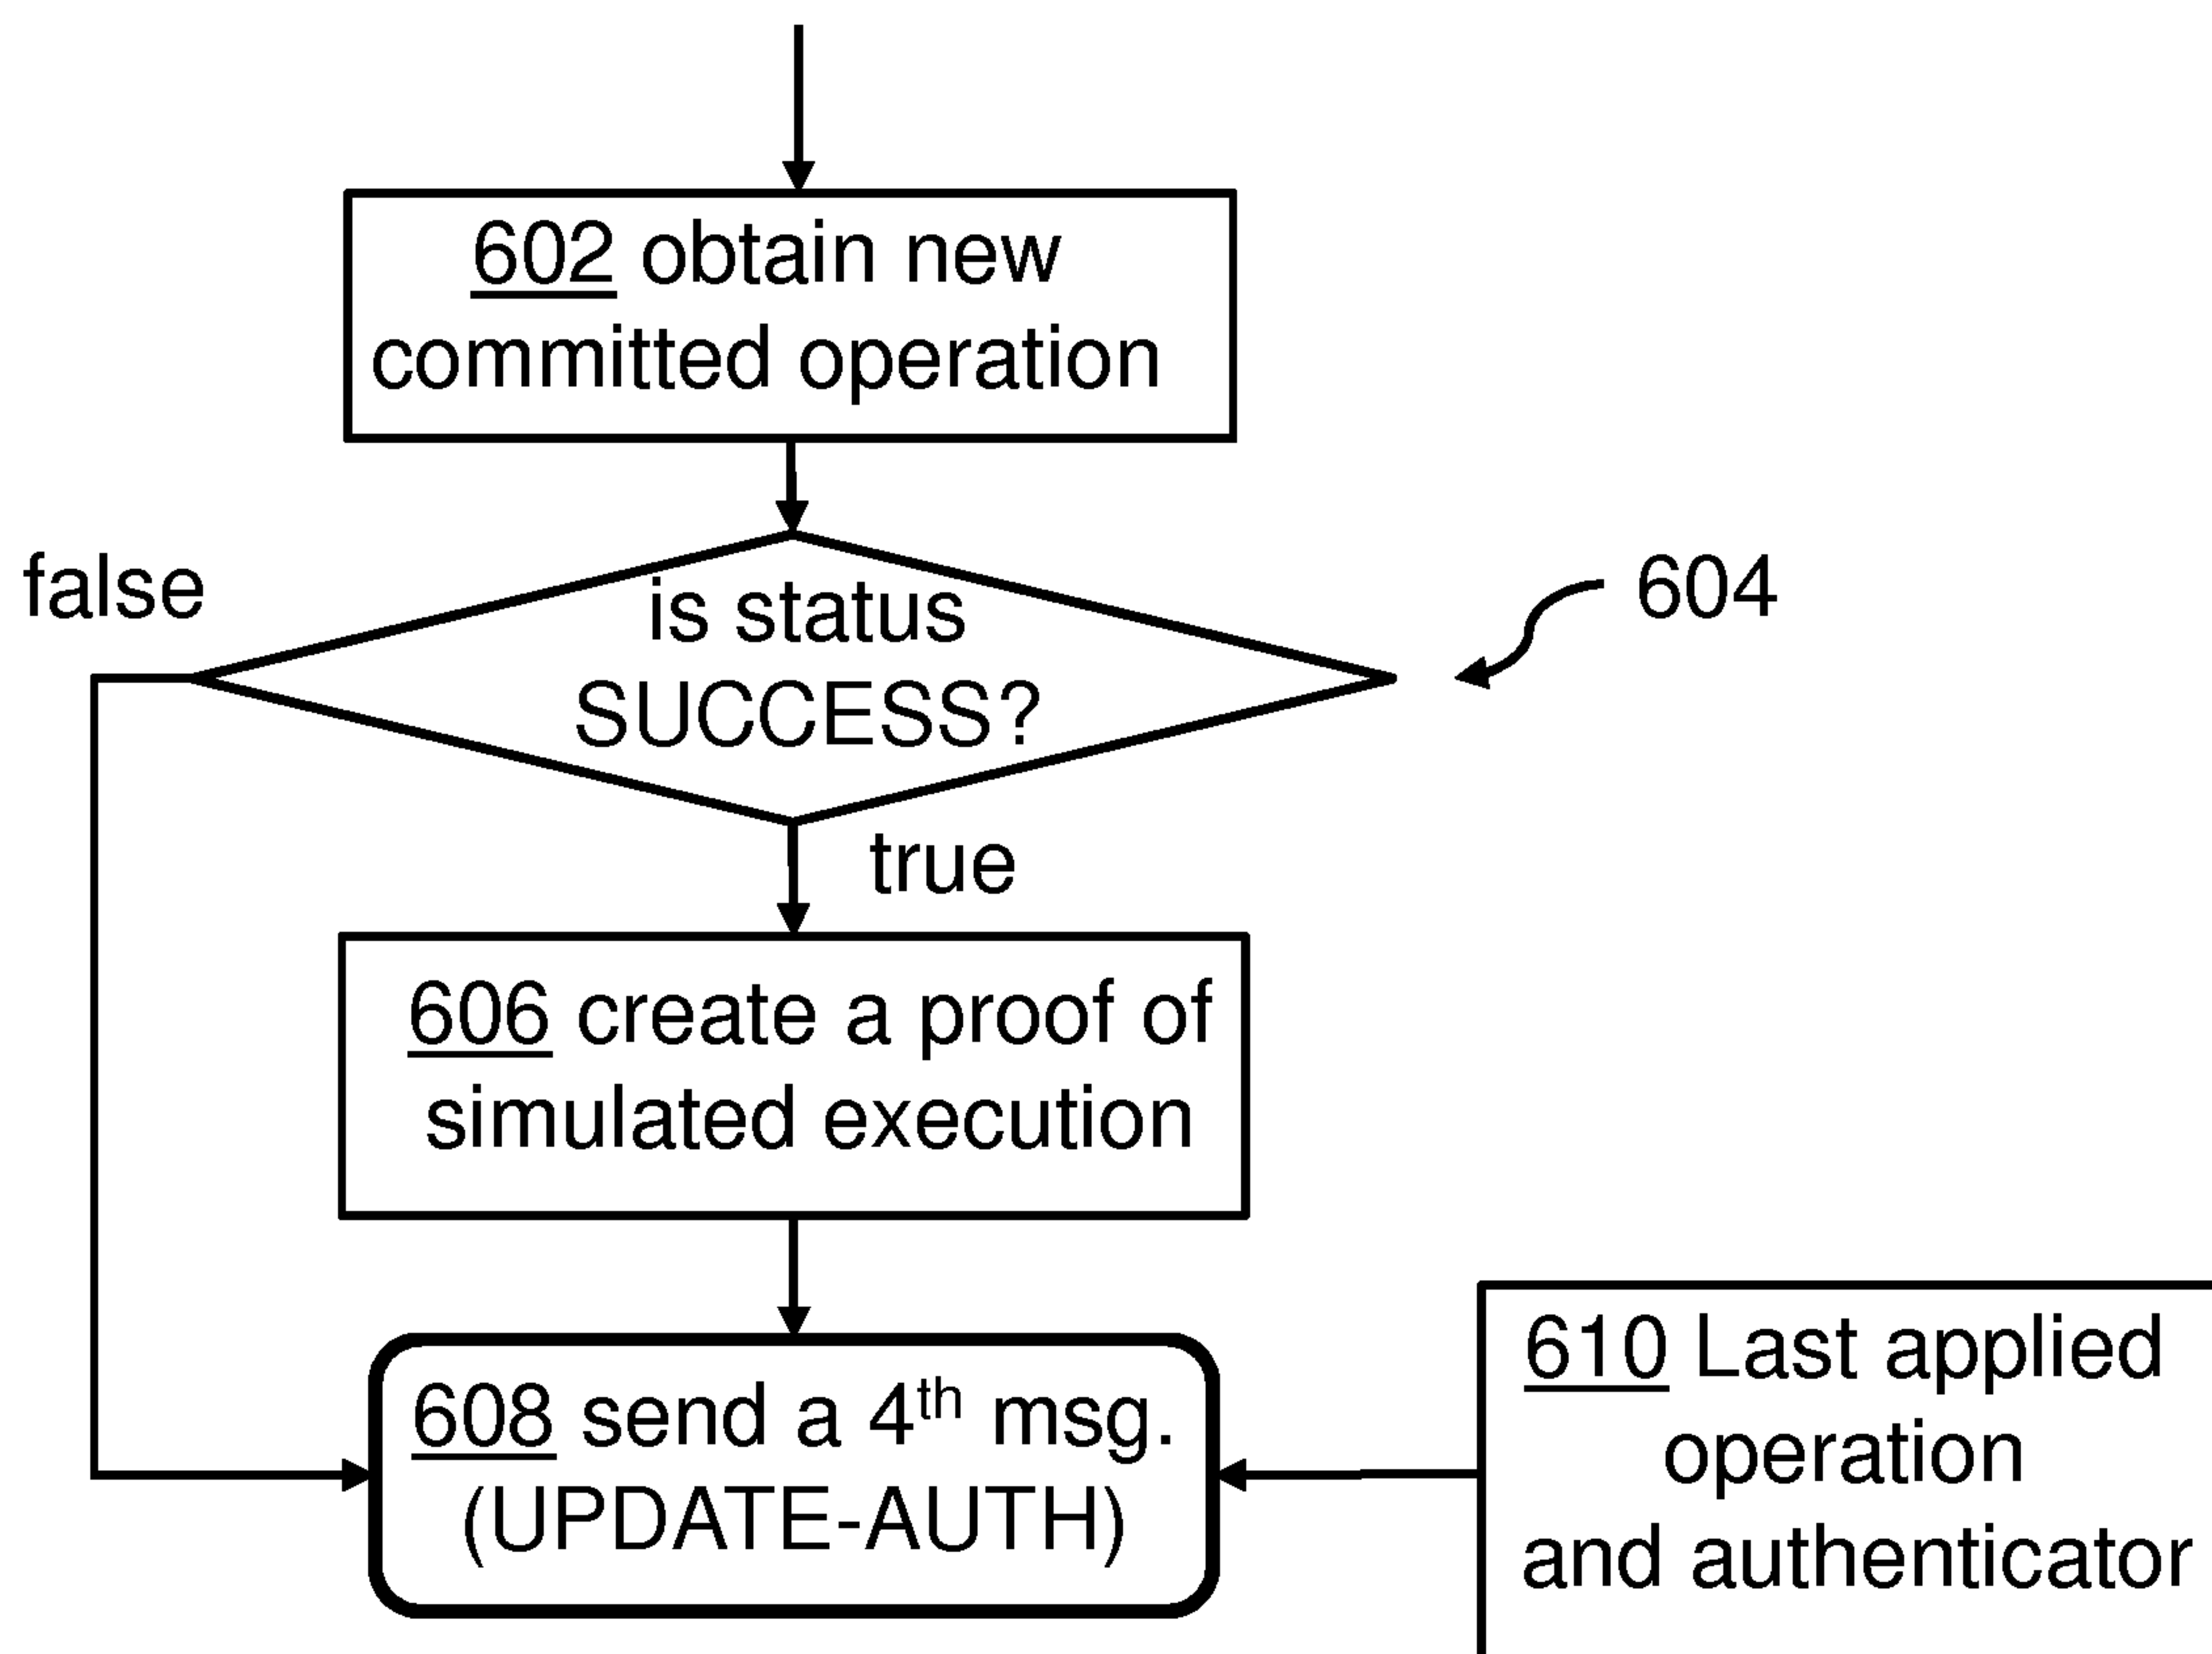 602 obtain new
committed operation
false
is status
SUCCESS?
604
true
606 create a proof of
simulated execution
608 send a 4th msg.
(UPDATE-AUTH)
610 Last applied
operation
and authenticator